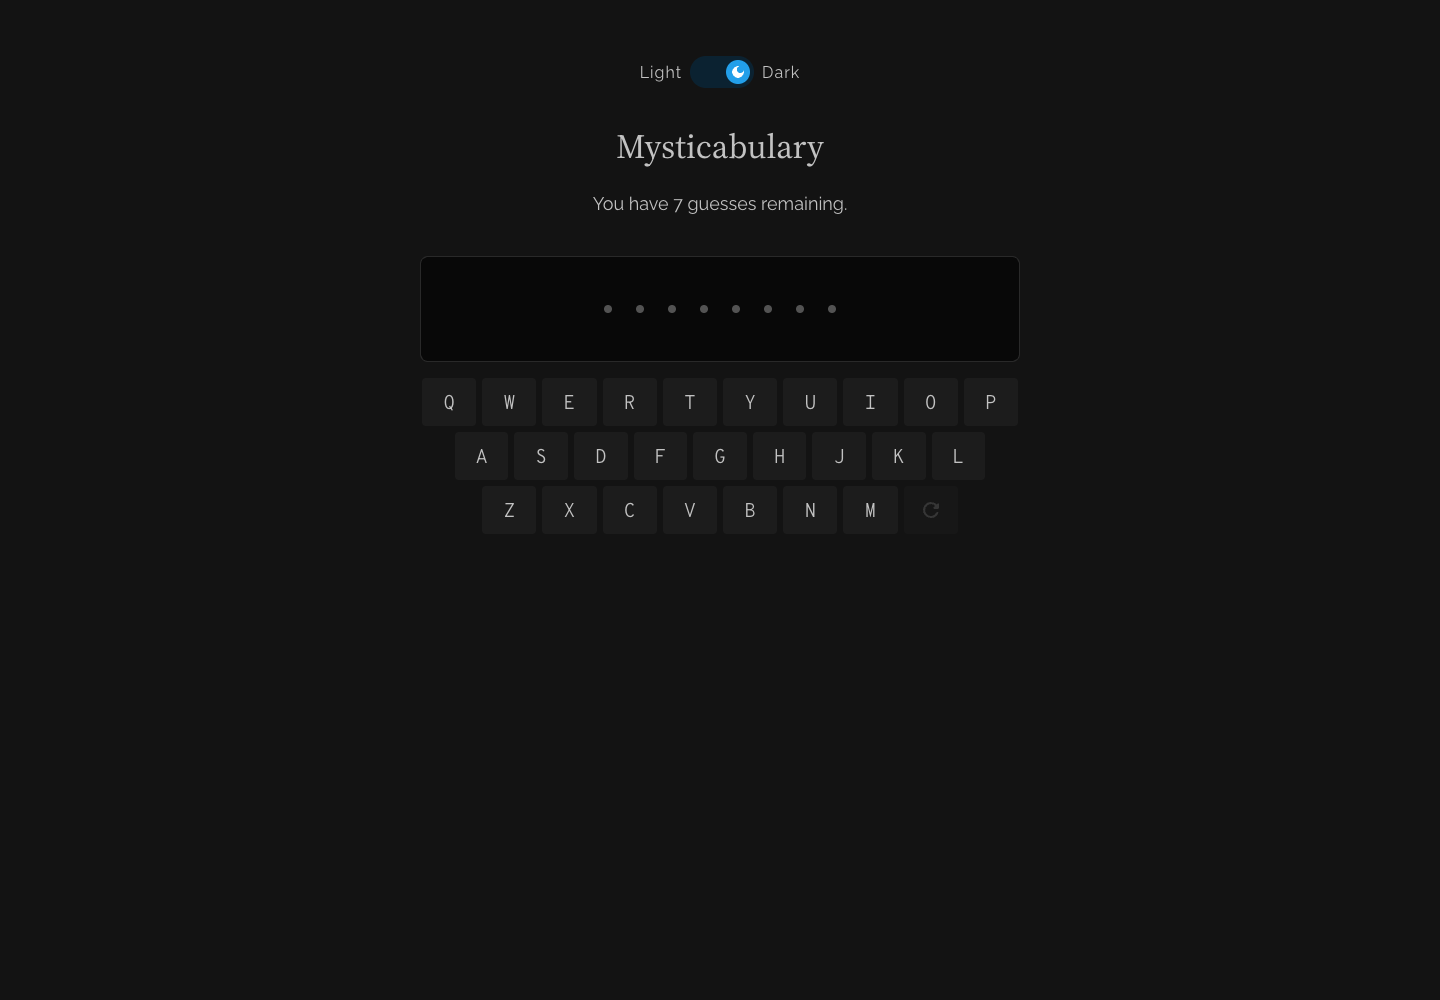 Light Dark
Mysticabulary
You have 7 guesses remaining.
Q W E R T Y U I O P
A S D F G H J K L
Z X C V B N M